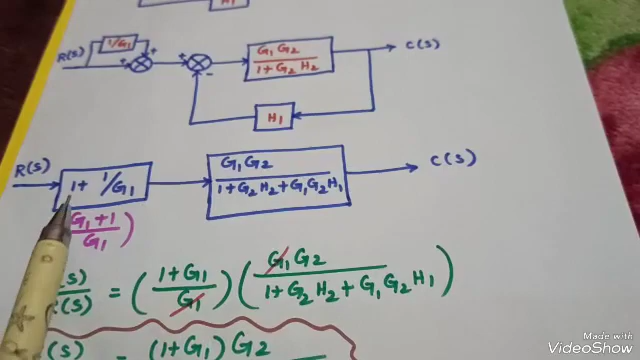 H1
R(S) 1/G1 + + + - G1 G2 / 1+ G2 H2 C(S)
H1
R(S) 1+ 1/G1 G1 G2 / 1+ G2 H2 + G1 G2 H1 C(S)
G1+1 / G1 )
(S) / (S) = ( 1+G1 / G1 ) ( G1 G2 / 1+ G2 H2 + G1 G2 H1 )
(S) (1+G1) G2
Made With
VideoShow